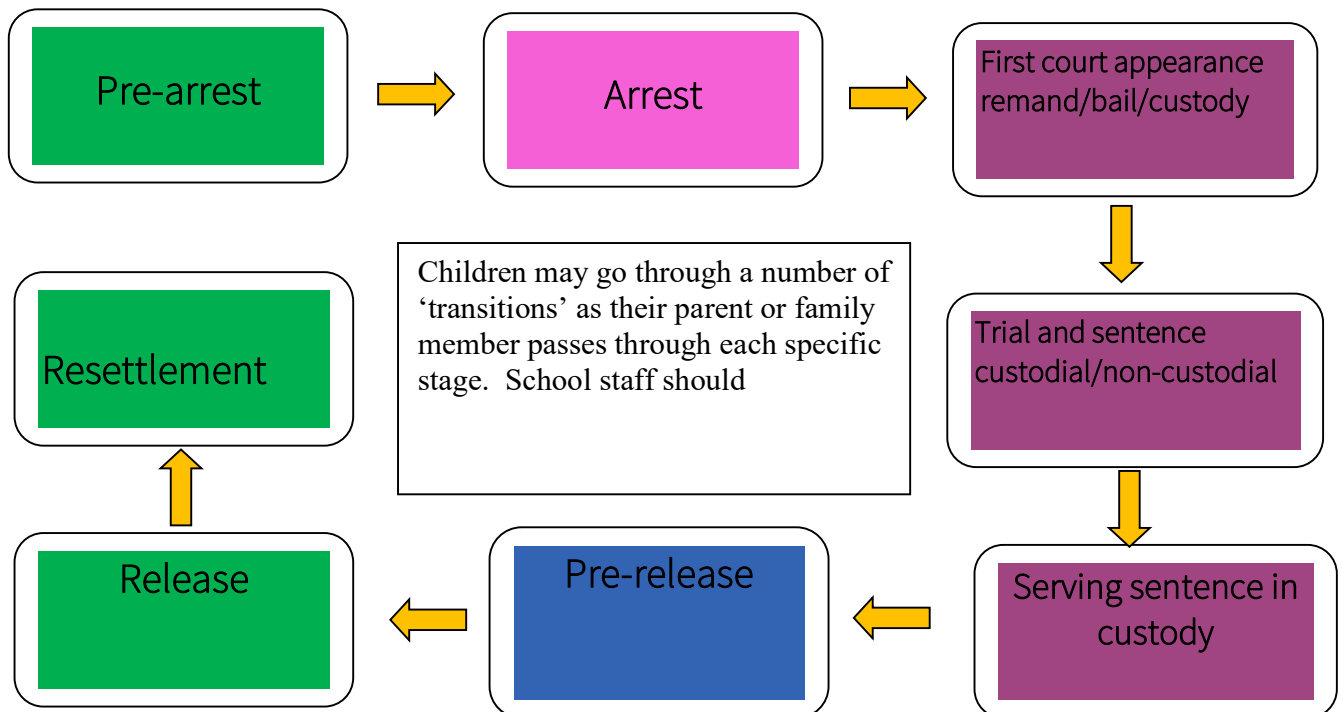 Pre-arrest
Arrest
First court appearance
remand/bail/custody
Children may go through a number of
‘transitions’ as their parent or family
member passes through each specific
stage.  School staff should
Trial and sentence
custodial/non-custodial
Serving sentence in
custody
Pre-release
Release
Resettlement